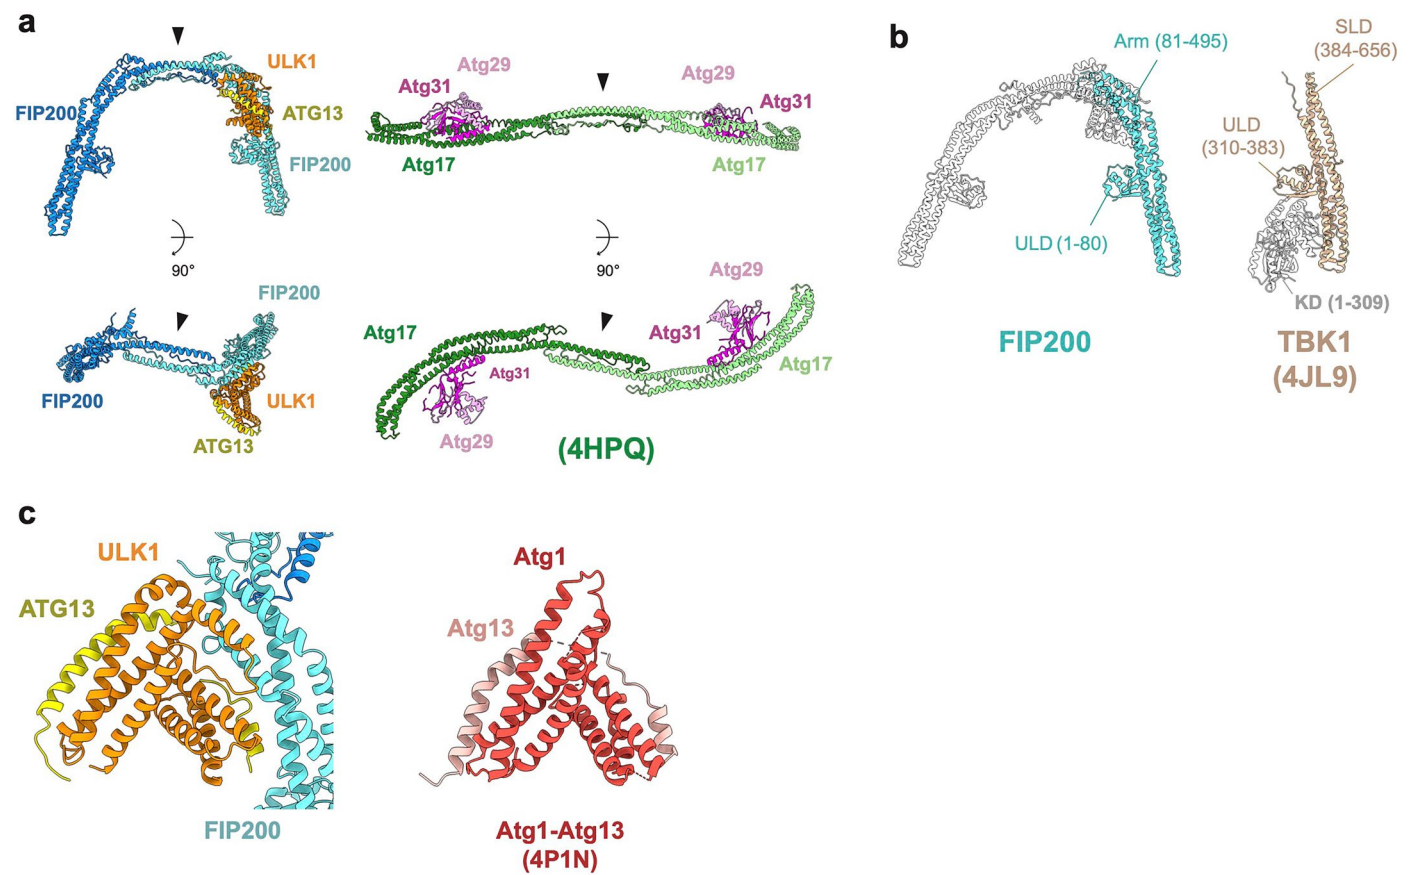 a
ULK1
FIP200
ATG13
FIP200
Atg29
Atg31
Atg17
Atg29
Atg31
Atg17
90°
90°
FIP200
FIP200
ULK1
ATG13
Atg17
Atg31
Atg29
Atg29
Atg31
Atg17
(4HPQ)
b
Arm (81-495)
ULD (1-80)
FIP200
SLD
(384-656)
ULD
(310-383)
KD (1-309)
TBK1
(4JL9)
c
ULK1
ATG13
FIP200
Atg1
Atg13
Atg1-Atg13
(4P1N)